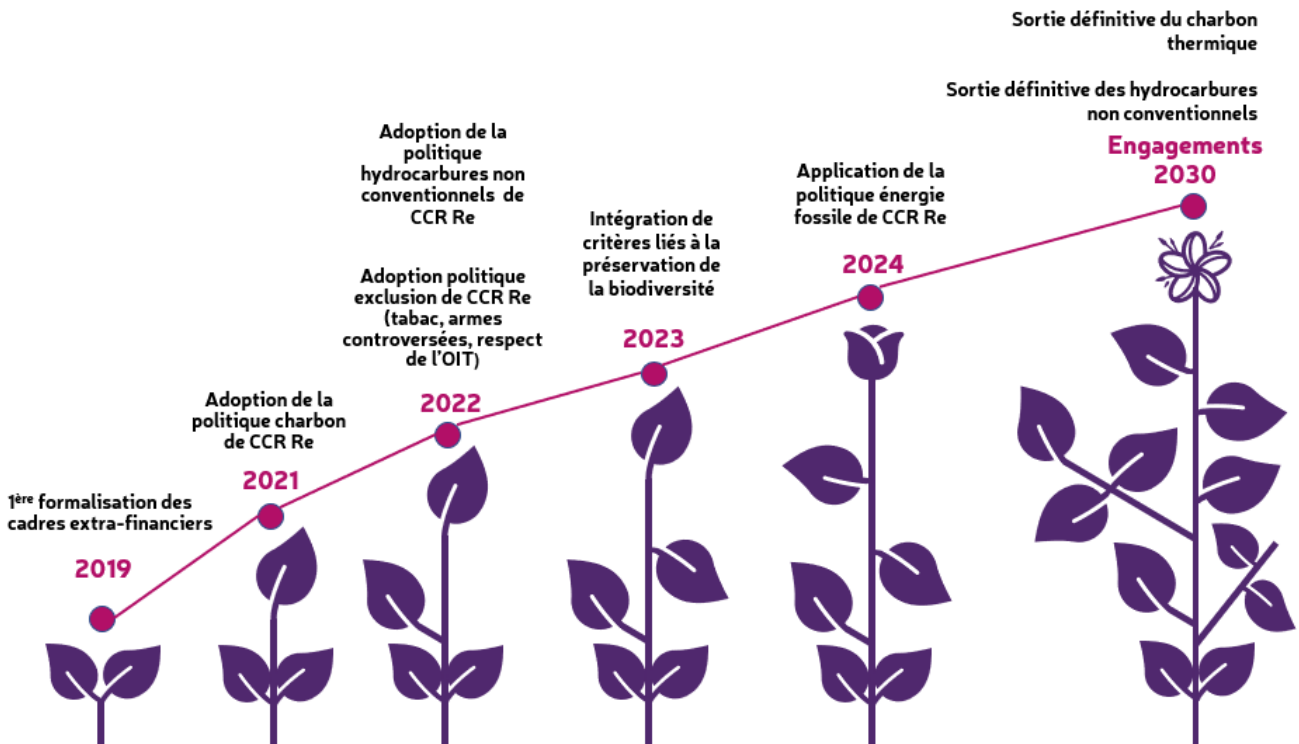 1ère formalisation des
cadres extra-financiers
2019
Adoption de la
politique charbon
de CCR Re
2021
Adoption de la
politique
hydrocarbures non
conventionnels de
CCR Re
Adoption politique
exclusion de CCR Re
(tabac, armes
controversées, respect
de l'OIT)
2022
Intégration de
critères liés à la
préservation de
la biodiversité
2023
Application de la
politique énergie
fossile de CCR Re
2024
Sortie définitive du charbon
thermique
Sortie définitive des hydrocarbures
non conventionnels
Engagements
2030